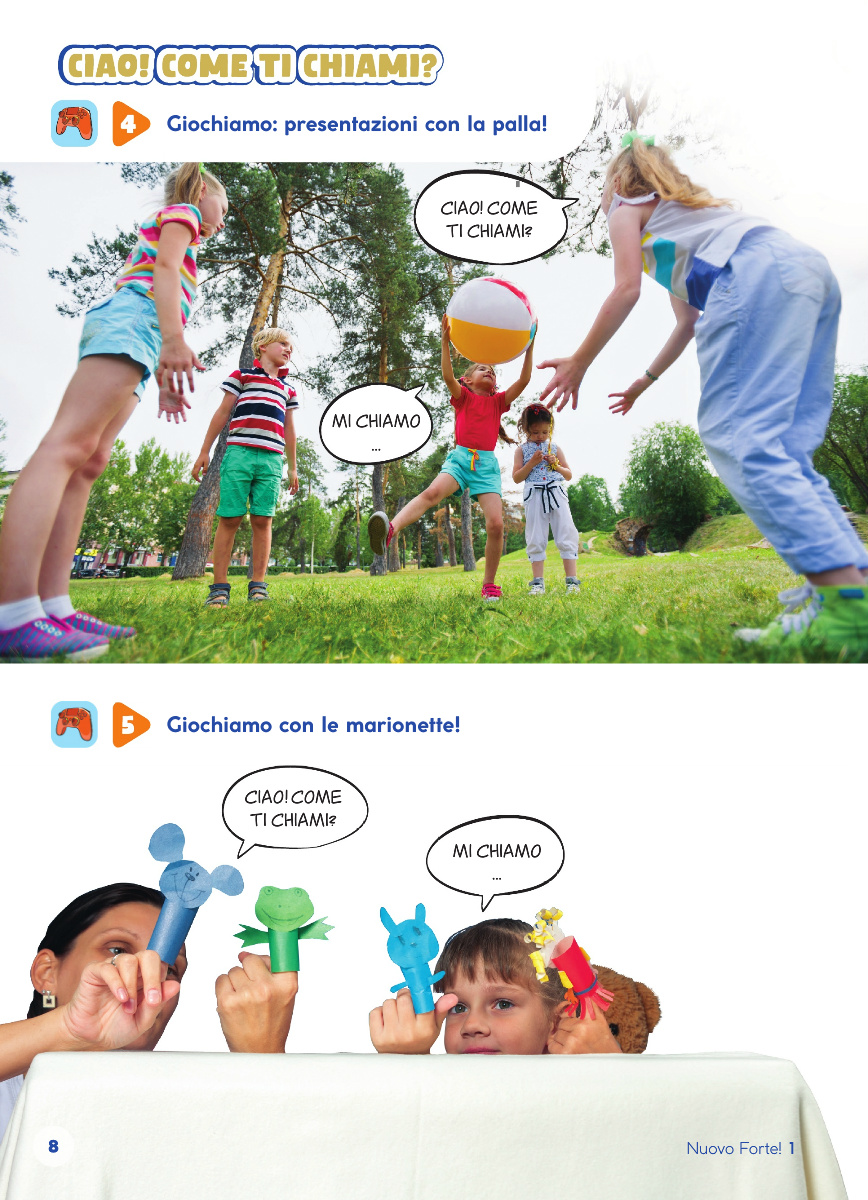 CIAO! COME TI CHIAMI?
4 Giochiamo: presentazioni con la palla!
CIAO! COME
TI CHIAMI?
MI CHIAMO
...
5 Giochiamo con le marionette!
CIAO! COME
TI CHIAMI?
MI CHIAMO
...
8
Nuovo Forte! 1